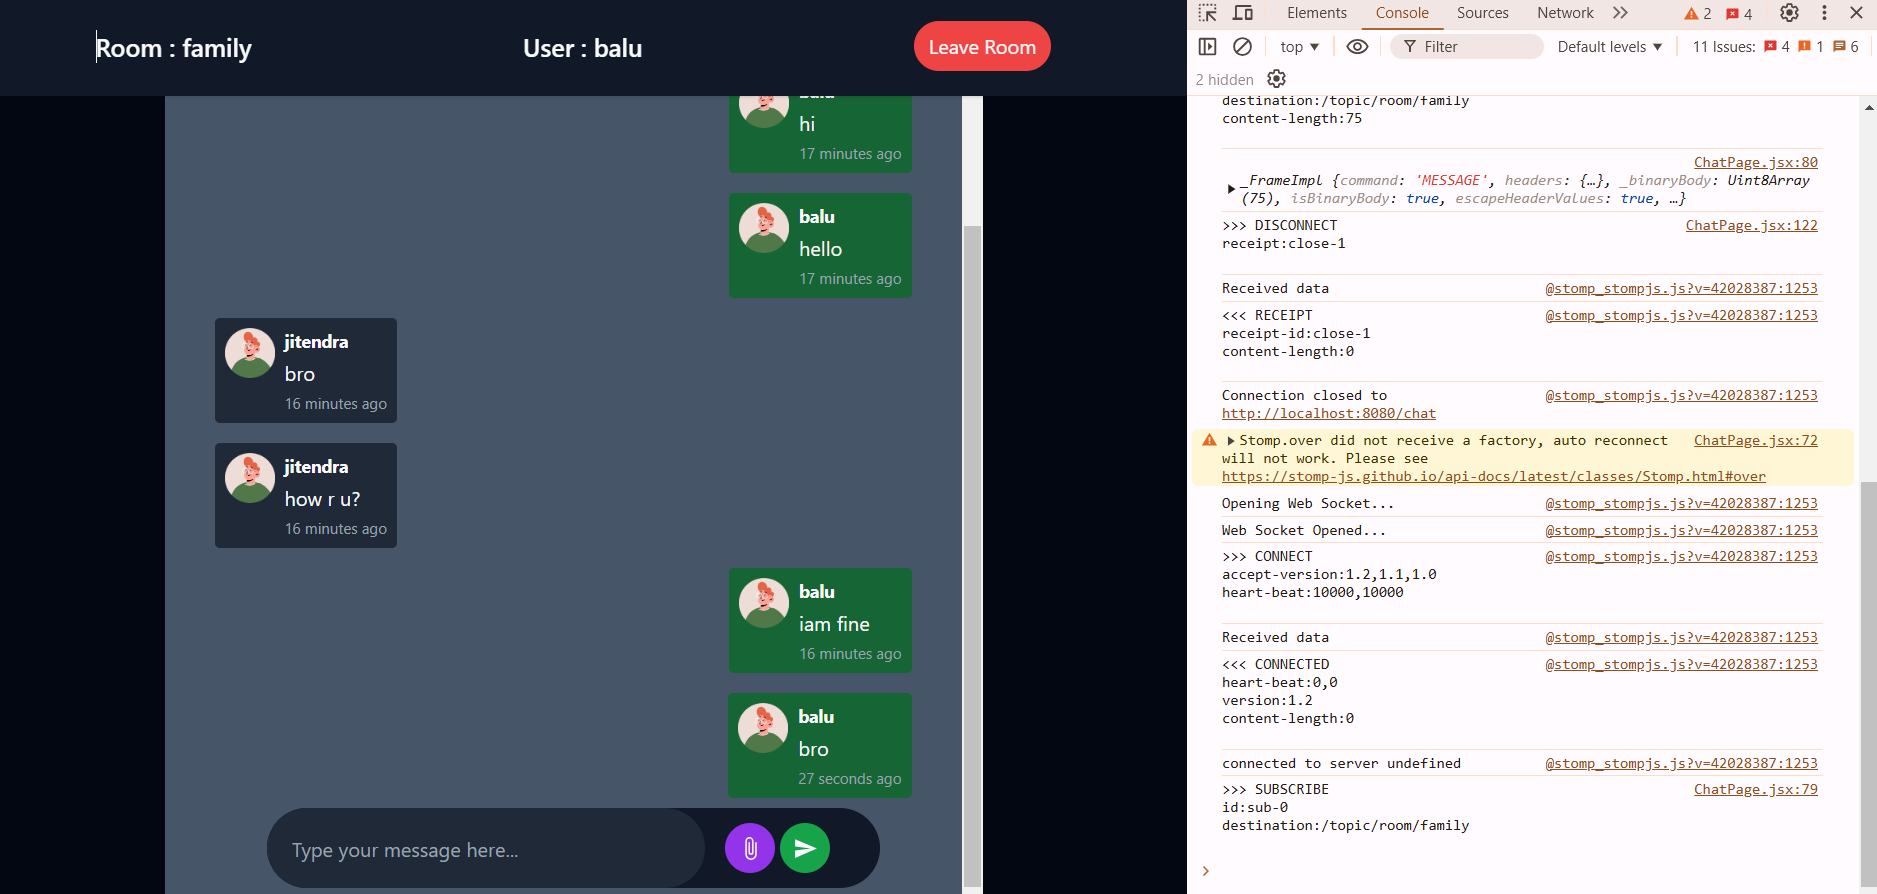 Room : family
User : balu
Leave Room
balu
hi
17 minutes ago
balu
hello
17 minutes ago
jitendra
bro
16 minutes ago
jitendra
how r u?
16 minutes ago
balu
iam fine
16 minutes ago
balu
bro
27 seconds ago
Type your message here...
Elements Console Sources Network 2 4
top Filter Default levels 11 Issues: 4 1 6
2 hidden
destination:/topic/room/family
content-length:75
ChatPage.jsx:80
_FrameImpl {command: 'MESSAGE', headers: {…}, _binaryBody: Uint8Array
(75), isBinaryBody: true, escapeHeaderValues: true, …}
>>> DISCONNECT ChatPage.jsx:122
receipt:close-1
Received data @stomp_stompjs.js?v=42028387:1253
<<< RECEIPT @stomp_stompjs.js?v=42028387:1253
receipt-id:close-1
content-length:0
Connection closed to @stomp_stompjs.js?v=42028387:1253
http://localhost:8080/chat
Stomp.over did not receive a factory, auto reconnect ChatPage.jsx:72
will not work. Please see
https://stomp-js.github.io/api-docs/latest/classes/Stomp.html#over
Opening Web Socket... @stomp_stompjs.js?v=42028387:1253
Web Socket Opened... @stomp_stompjs.js?v=42028387:1253
>>> CONNECT @stomp_stompjs.js?v=42028387:1253
accept-version:1.2,1.1,1.0
heart-beat:10000,10000
Received data @stomp_stompjs.js?v=42028387:1253
<<< CONNECTED @stomp_stompjs.js?v=42028387:1253
heart-beat:0,0
version:1.2
content-length:0
connected to server undefined @stomp_stompjs.js?v=42028387:1253
>>> SUBSCRIBE ChatPage.jsx:79
id:sub-0
destination:/topic/room/family